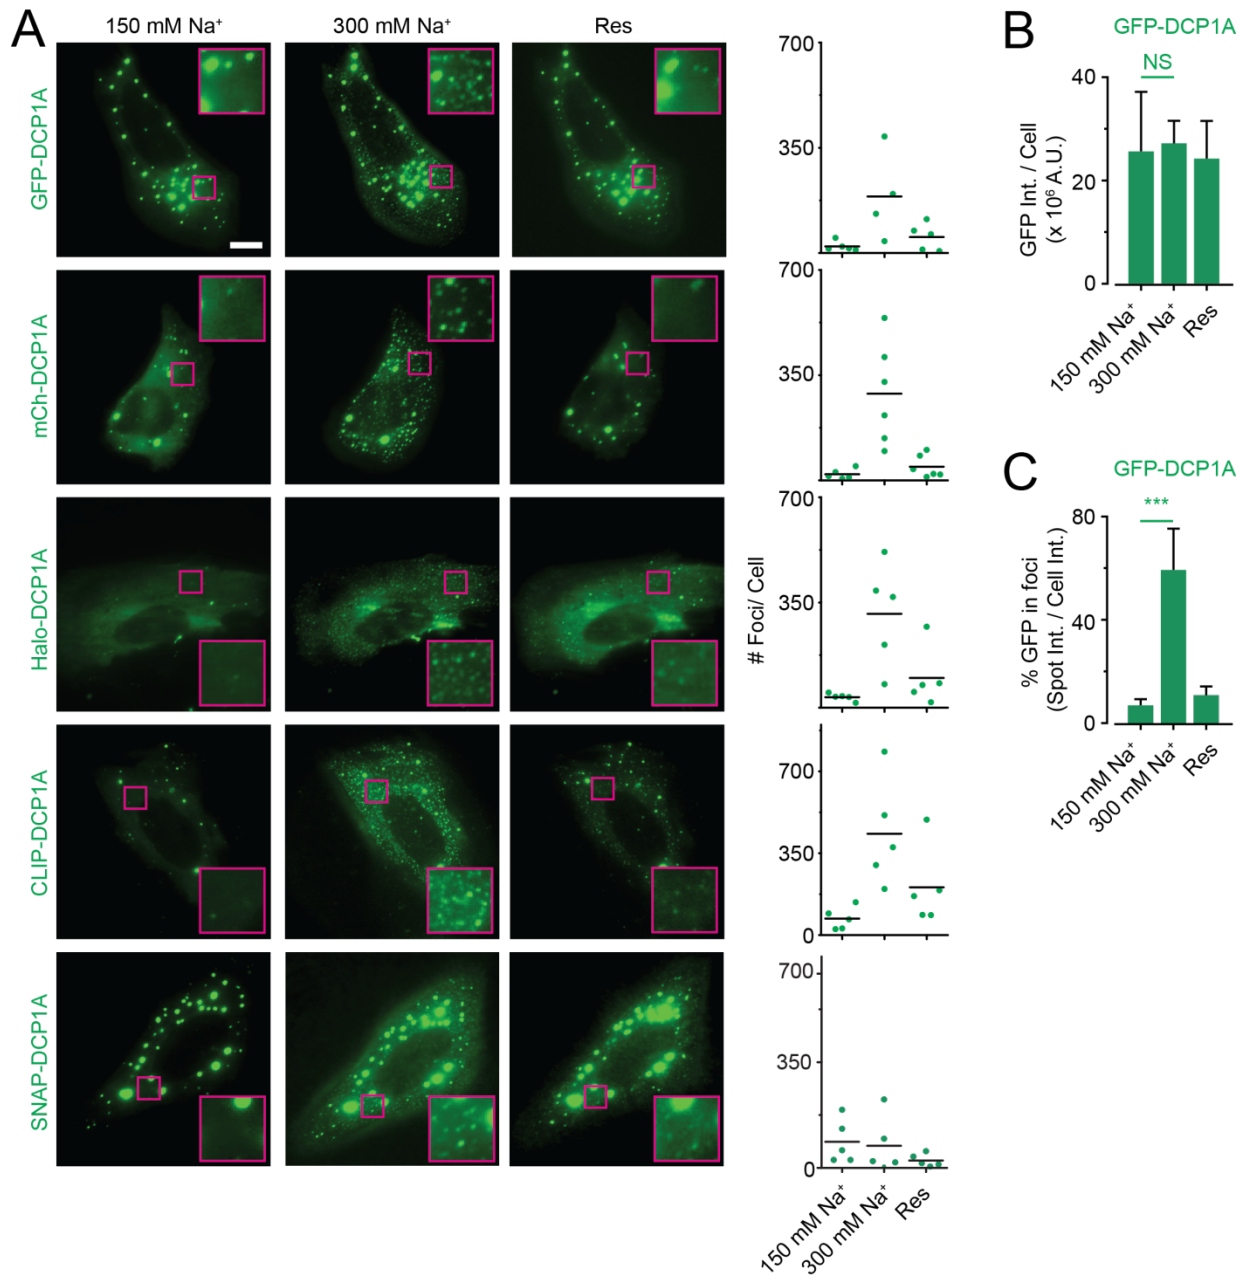 A
150 mM Na⁺
300 mM Na⁺
Res
GFP-DCP1A
mCh-DCP1A
Halo-DCP1A
CLIP-DCP1A
SNAP-DCP1A
# Foci/ Cell
700
350
700
350
700
350
700
350
0
700
350
0
150 mM Na⁺
300 mM Na⁺
Res
B
GFP-DCP1A
NS
GFP Int. / Cell
(x 10⁶ A.U.)
40
20
0
150 mM Na⁺
300 mM Na⁺
Res
C
GFP-DCP1A
***
% GFP in foci
(Spot Int. / Cell Int.)
80
40
0
150 mM Na⁺
300 mM Na⁺
Res